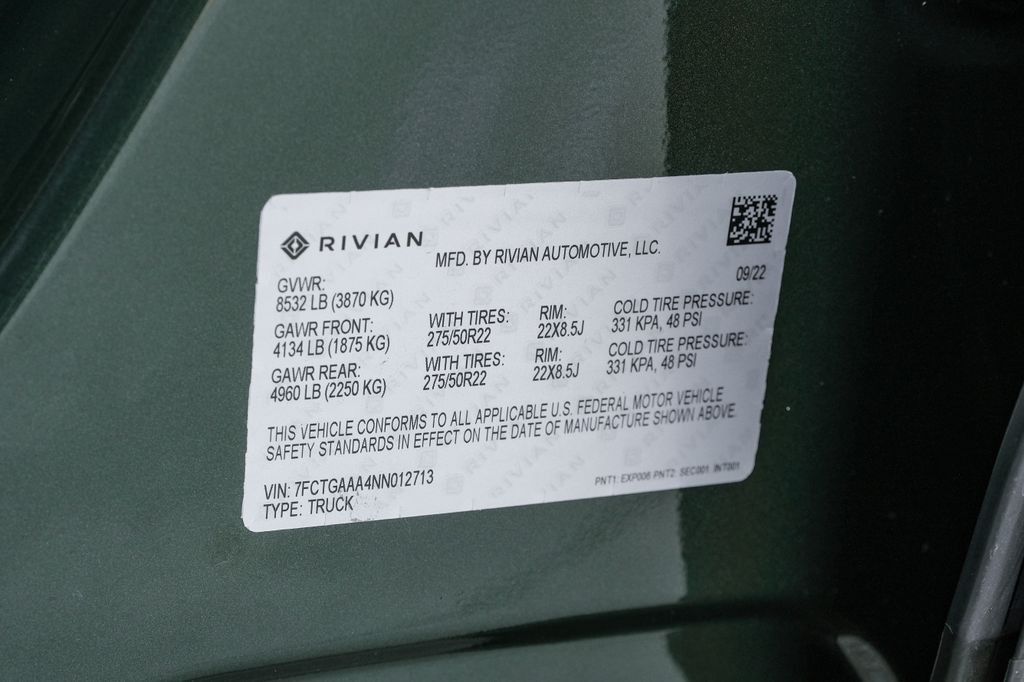 RIVIAN
MFD. BY RIVIAN AUTOMOTIVE, LLC.
09/22
GVWR:
8532 LB (3870 KG)
GAWR FRONT: WITH TIRES: RIM: COLD TIRE PRESSURE:
4134 LB (1875 KG) 275/50R22 22X8.5J 331 KPA, 48 PSI
GAWR REAR: WITH TIRES: RIM: COLD TIRE PRESSURE:
4960 LB (2250 KG) 275/50R22 22X8.5J 331 KPA, 48 PSI
THIS VEHICLE CONFORMS TO ALL APPLICABLE U.S. FEDERAL MOTOR VEHICLE
SAFETY STANDARDS IN EFFECT ON THE DATE OF MANUFACTURE SHOWN ABOVE.
VIN: 7FCTGAAA4NN012713
TYPE: TRUCK
PNT1: EXP006 PNT2: SEC001 INT001